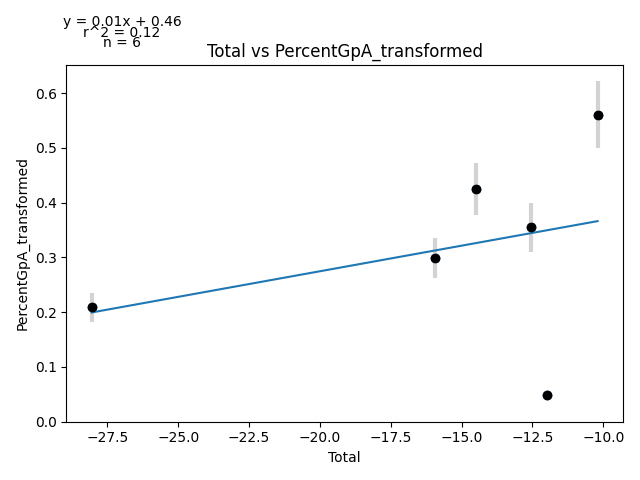 y = 0.01x + 0.46
r^2 = 0.12
n = 6
Total vs PercentGpA_transformed
PercentGpA_transformed
0.6
0.5
0.4
0.3
0.2
0.1
0.0
−27.5 −25.0 −22.5 −20.0 −17.5 −15.0 −12.5 −10.0
Total